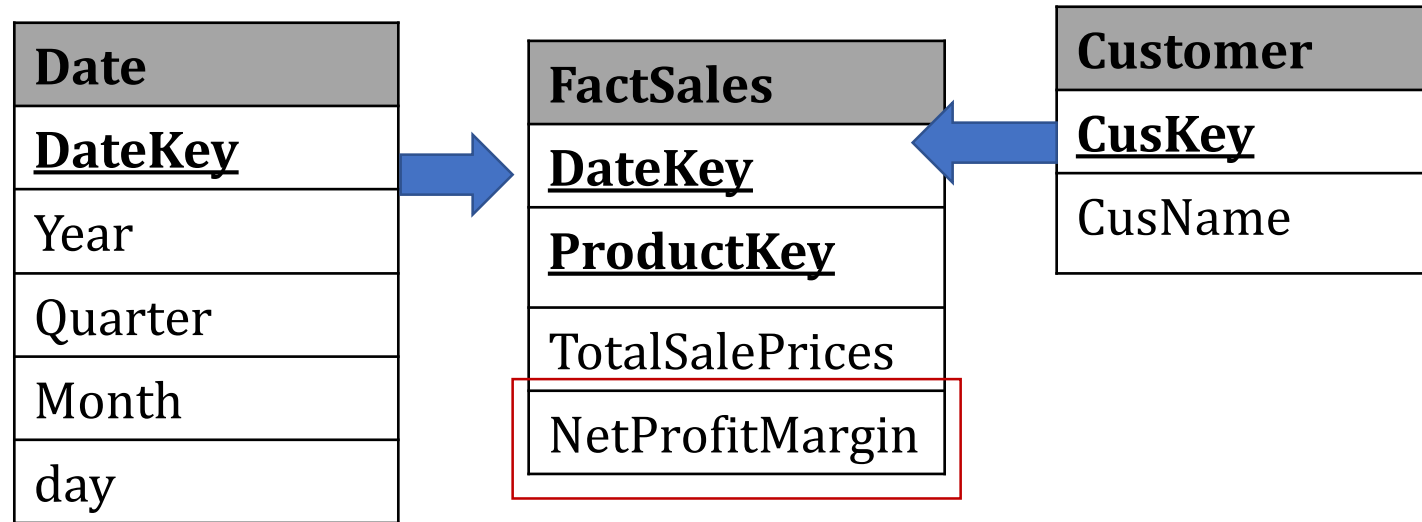 Date
DateKey
Year
Quarter
Month
day
FactSales
DateKey
ProductKey
TotalSalePrices
NetProfitMargin
Customer
CusKey
CusName